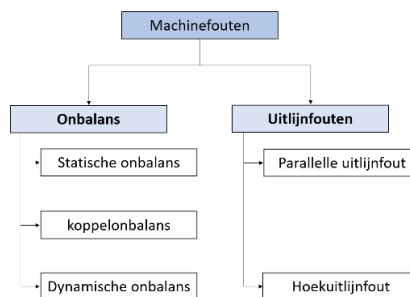 Machinefouten
Onbalans
Uitlijnfouten
Statische onbalans
Parallelle uitlijnfout
koppelonbalans
Dynamische onbalans
Hoekuitlijnfout